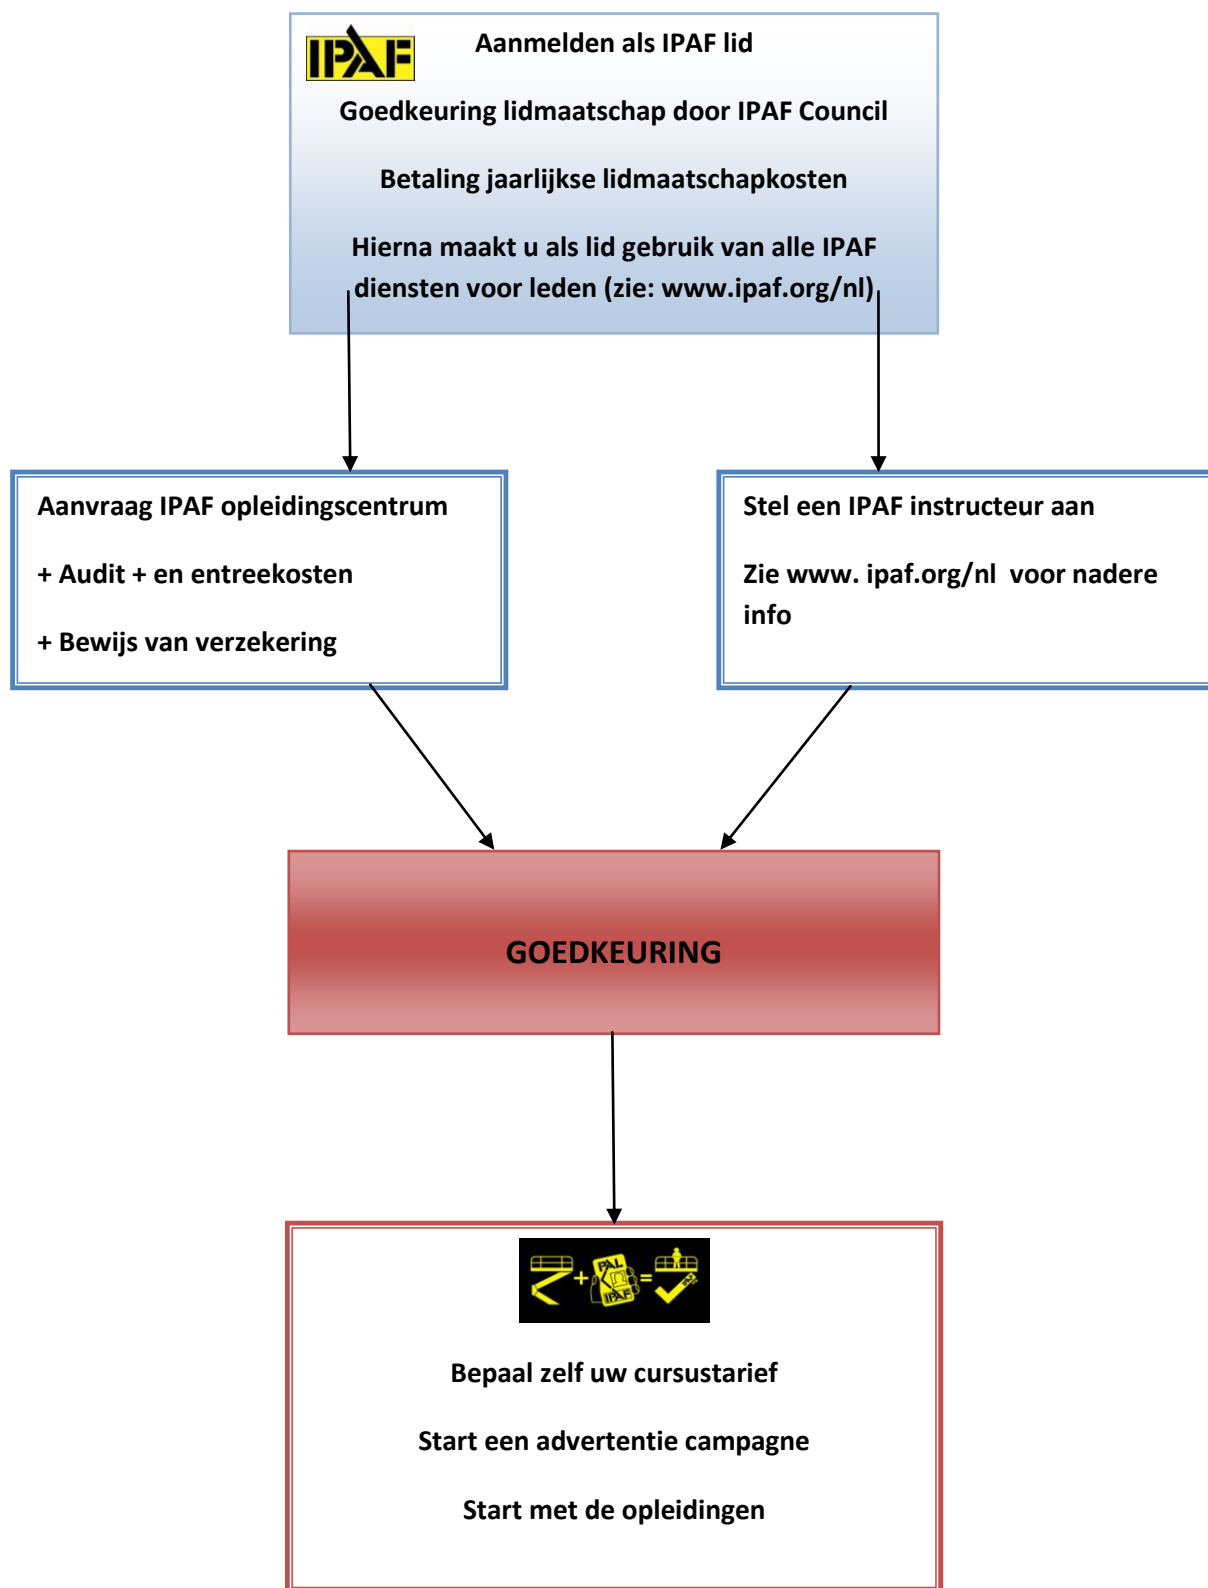 IPAF
Aanmelden als IPAF lid
Goedkeuring lidmaatschap door IPAF Council
Betaling jaarlijkse lidmaatschapkosten
Hierna maakt u als lid gebruik van alle IPAF
diensten voor leden (zie: www.ipaf.org/nl)
Aanvraag IPAF opleidingscentrum
+ Audit + en entreekosten
+ Bewijs van verzekering
Stel een IPAF instructeur aan
Zie www. ipaf.org/nl  voor nadere
info
GOEDKEURING
+ PAL IPAF =
Bepaal zelf uw cursustarief
Start een advertentie campagne
Start met de opleidingen